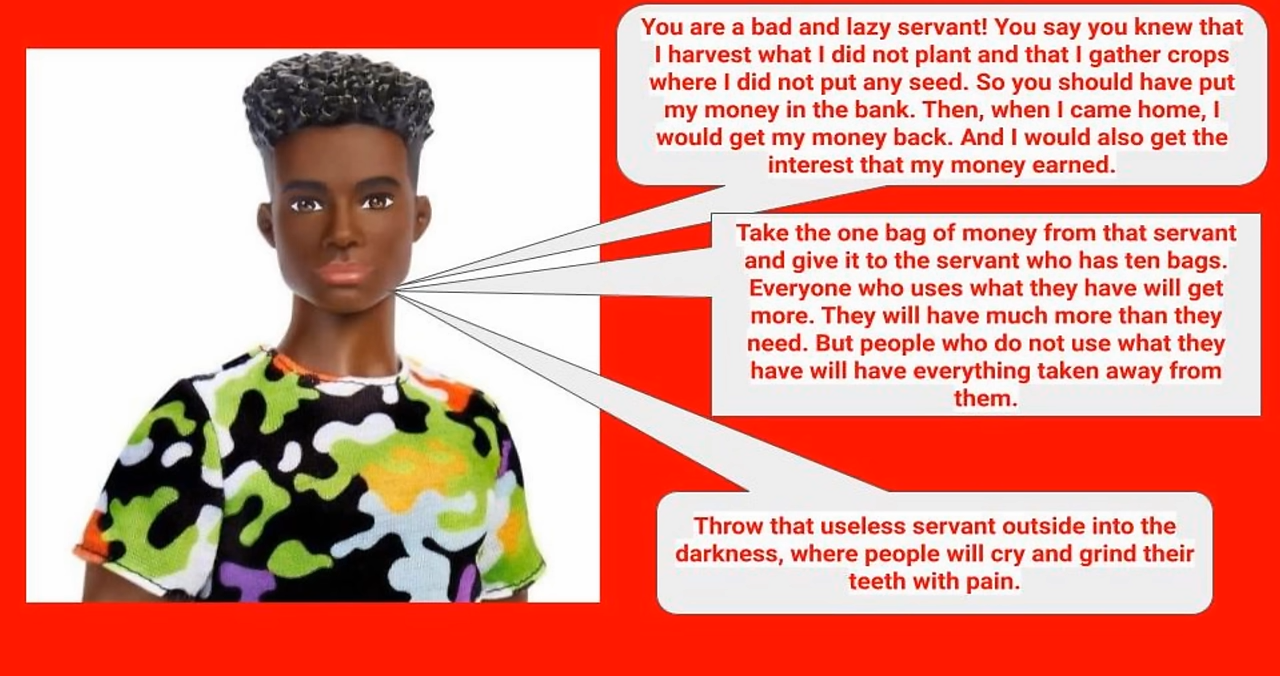 You are a bad and lazy servant! You say you knew that
I harvest what I did not plant and that I gather crops
where I did not put any seed. So you should have put
my money in the bank. Then, when I came home, I
would get my money back. And I would also get the
interest that my money earned.
Take the one bag of money from that servant
and give it to the servant who has ten bags.
Everyone who uses what they have will get
more. They will have much more than they
need. But people who do not use what they
have will have everything taken away from
them.
Throw that useless servant outside into the
darkness, where people will cry and grind their
teeth with pain.